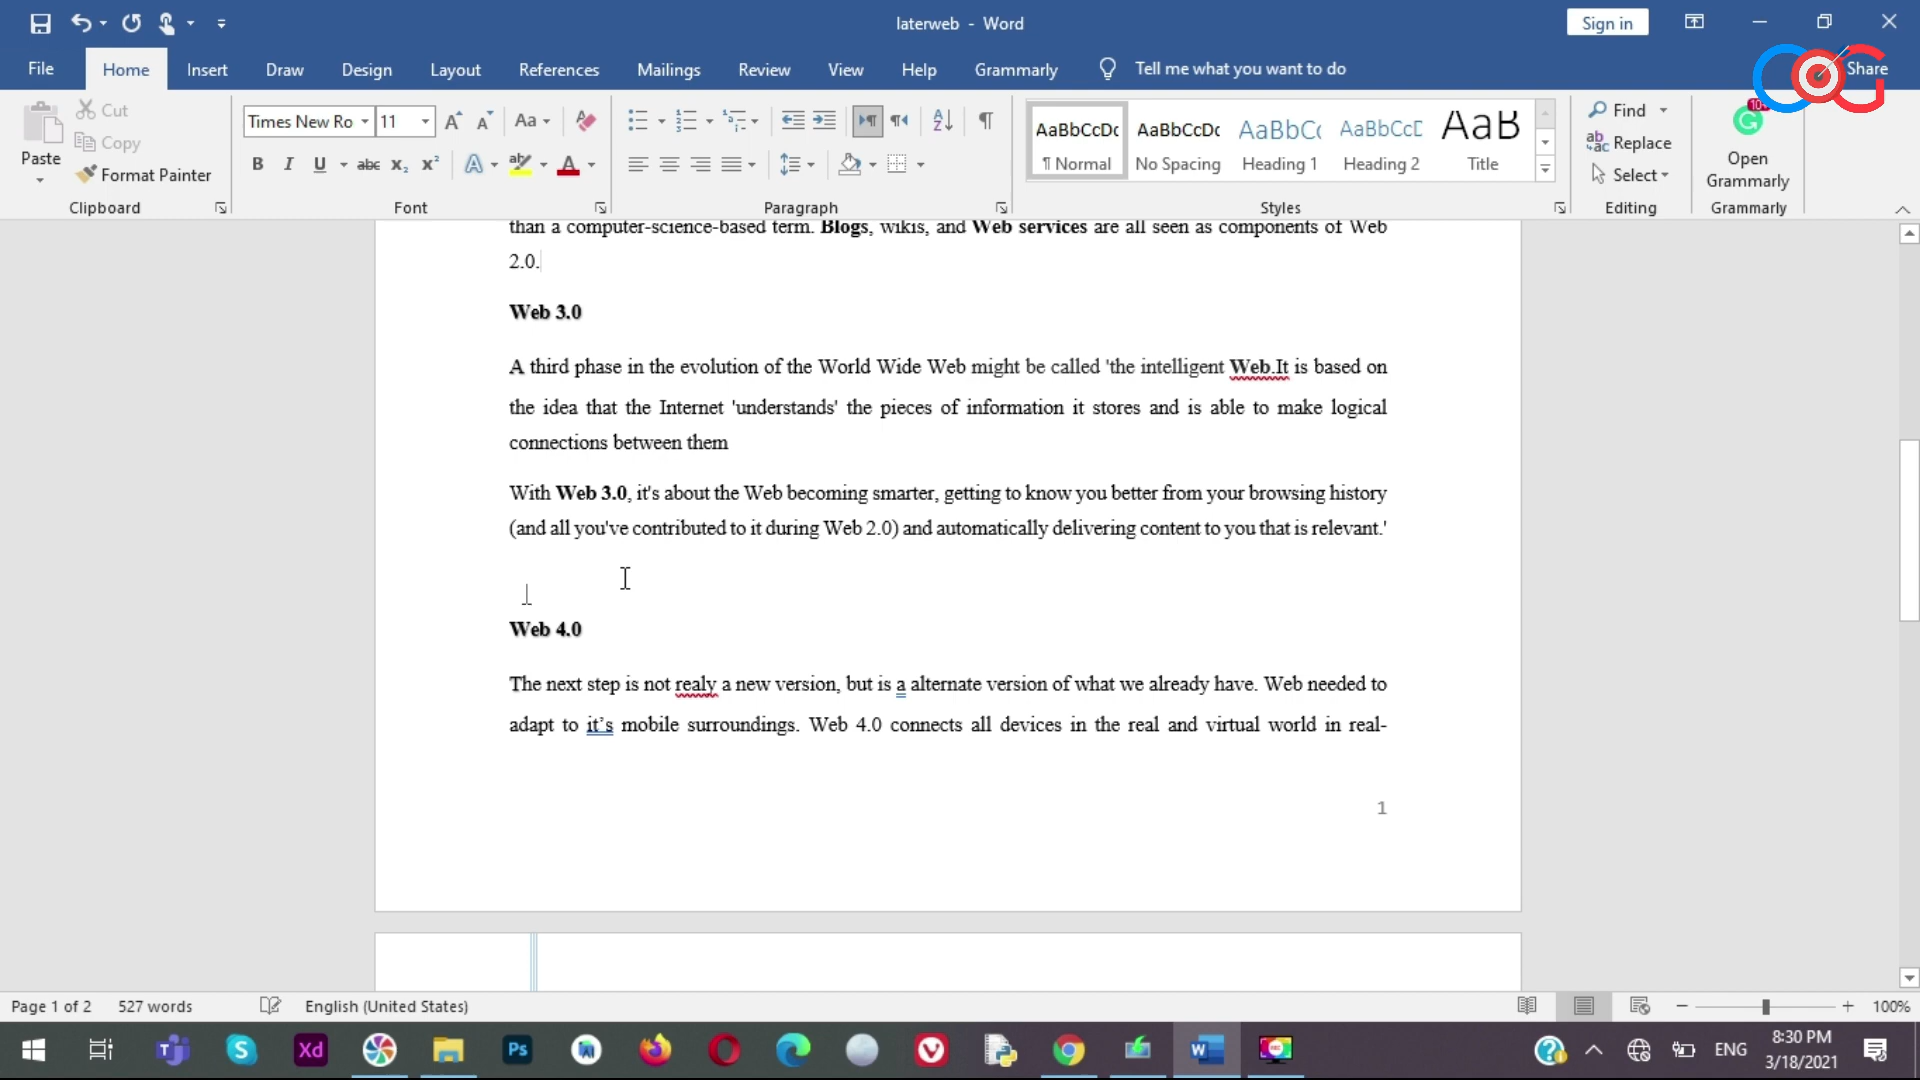 laterweb - Word
Sign in
File Home Insert Draw Design Layout References Mailings Review View Help Grammarly Tell me what you want to do Share
Paste
Cut
Copy
Format Painter
Clipboard
Times New Ro 11
Aa
B I U abc x₂ x²
Font
Paragraph
AaBbCcDc AaBbCcDc AaBbC AaBbCcD AaB
¶ Normal No Spacing Heading 1 Heading 2 Title
Styles
Find
Replace
Select
Editing
10+
Open
Grammarly
Grammarly
than a computer-science-based term. Blogs, wikis, and Web services are all seen as components of Web
2.0.
Web 3.0
A third phase in the evolution of the World Wide Web might be called 'the intelligent Web.It is based on
the idea that the Internet 'understands' the pieces of information it stores and is able to make logical
connections between them
With Web 3.0, it's about the Web becoming smarter, getting to know you better from your browsing history
(and all you've contributed to it during Web 2.0) and automatically delivering content to you that is relevant.'
Web 4.0
The next step is not realy a new version, but is a alternate version of what we already have. Web needed to
adapt to it's mobile surroundings. Web 4.0 connects all devices in the real and virtual world in real-
1
Page 1 of 2 527 words English (United States) 100%
Xd Ps ENG
8:30 PM
3/18/2021